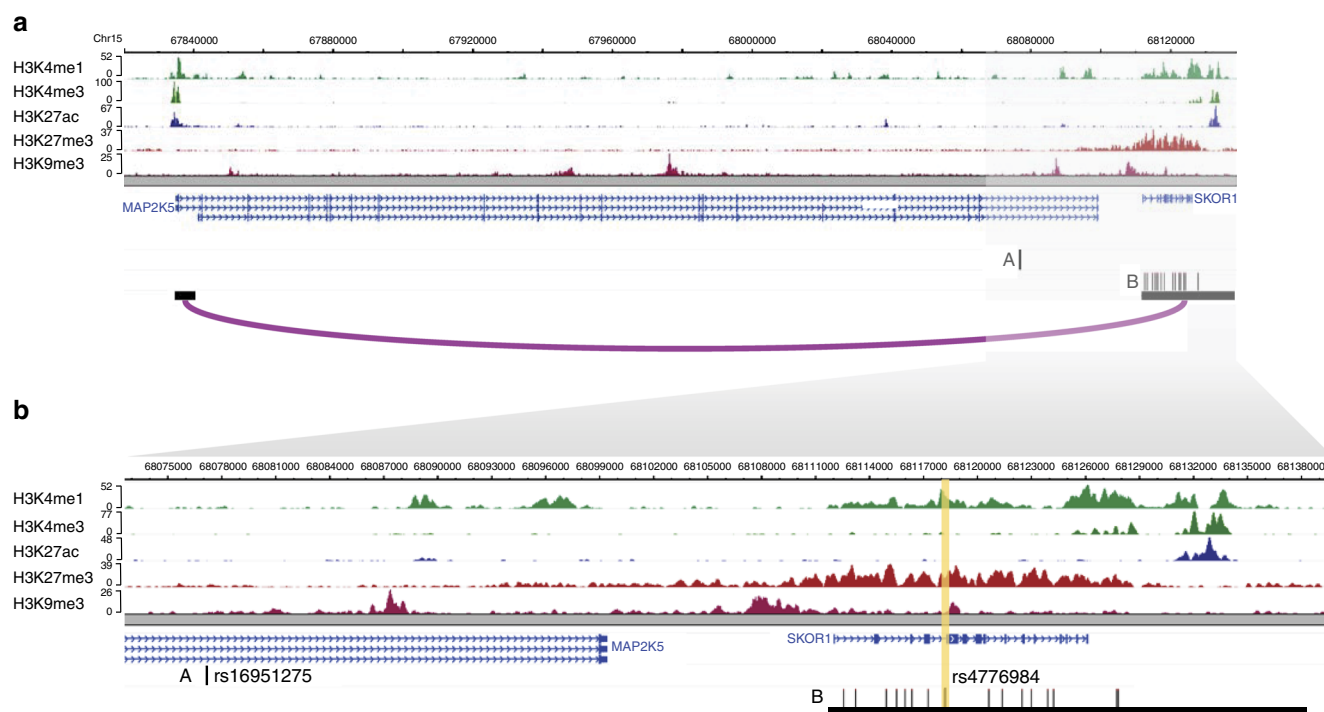 a
Chr15 67840000 67880000 67920000 67960000 68000000 68040000 68080000 68120000
H3K4me1 52 0
H3K4me3 100 0
H3K27ac 67 0
H3K27me3 37 0
H3K9me3 25 0
MAP2K5 SKOR1
A
B
b
68075000 68078000 68081000 68084000 68087000 68090000 68093000 68096000 68099000 68102000 68105000 68108000 68111000 68114000 68117000 68120000 68123000 68126000 68129000 68132000 68135000 68138000
H3K4me1 52 0
H3K4me3 77 0
H3K27ac 48 0
H3K27me3 39 0
H3K9me3 26 0
MAP2K5 SKOR1
A rs16951275 rs4776984
B